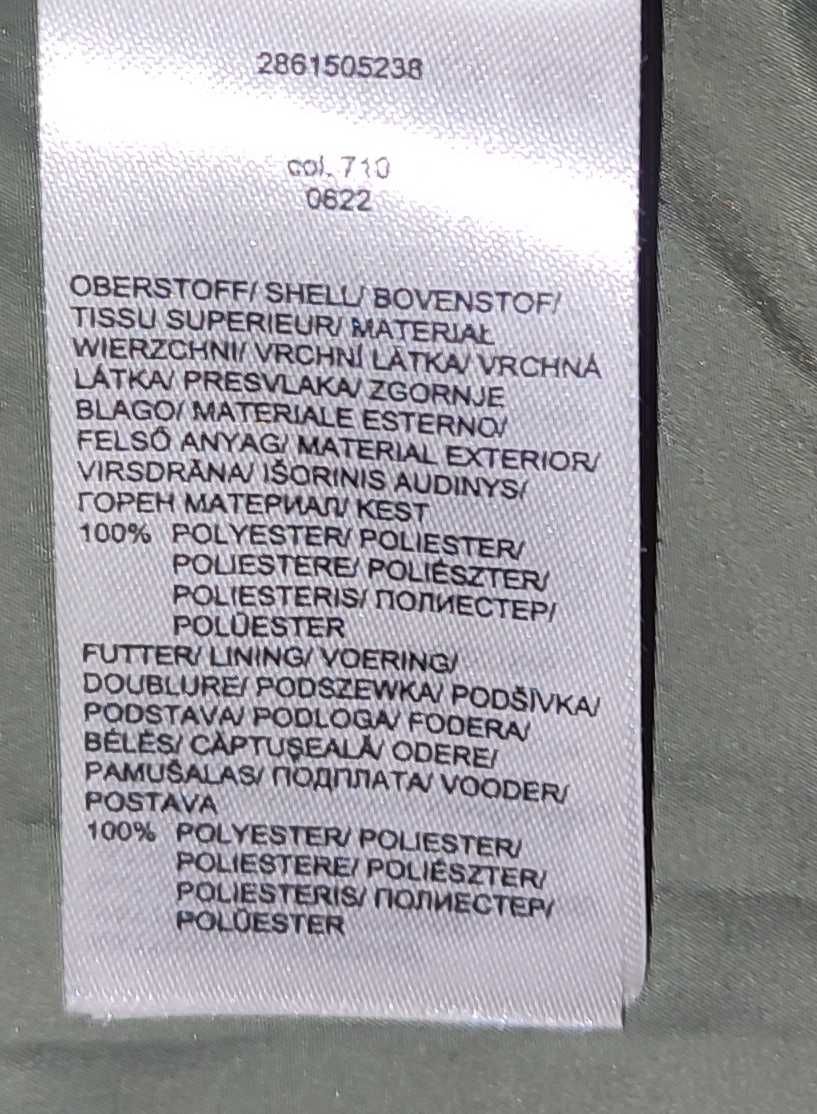 2861505238
col. 710
0622
OBERSTOFF/ SHELL/ BOVENSTOF/
TISSU SUPERIEUR/ MATERIAŁ
WIERZCHNI/ VRCHNÍ LÁTKA/ VRCHNÁ
LÁTKA/ PRESVLAKA/ ZGORNJE
BLAGO/ MATERIALE ESTERNO/
FELSŐ ANYAG/ MATERIAL EXTERIOR/
VIRSDRĀNA/ IŠORINIS AUDINYS/
ГОРЕН МАТЕРИАЛ/ KEST
100% POLYESTER/ POLIESTER/
POLIESTERE/ POLIÉSZTER/
POLIESTERIS/ ПОЛИЕСТЕР/
POLÜESTER
FUTTER/ LINING/ VOERING/
DOUBLURE/ PODSZEWKA/ PODŠÍVKA/
PODSTAVA/ PODLOGA/ FODERA/
BÉLÉS/ CĂPTUŞEALĂ/ ODERE/
PAMUŠALAS/ ПОДПЛАТА/ VOODER/
POSTAVA
100% POLYESTER/ POLIESTER/
POLIESTERE/ POLIÉSZTER/
POLIESTERIS/ ПОЛИЕСТЕР/
POLÜESTER